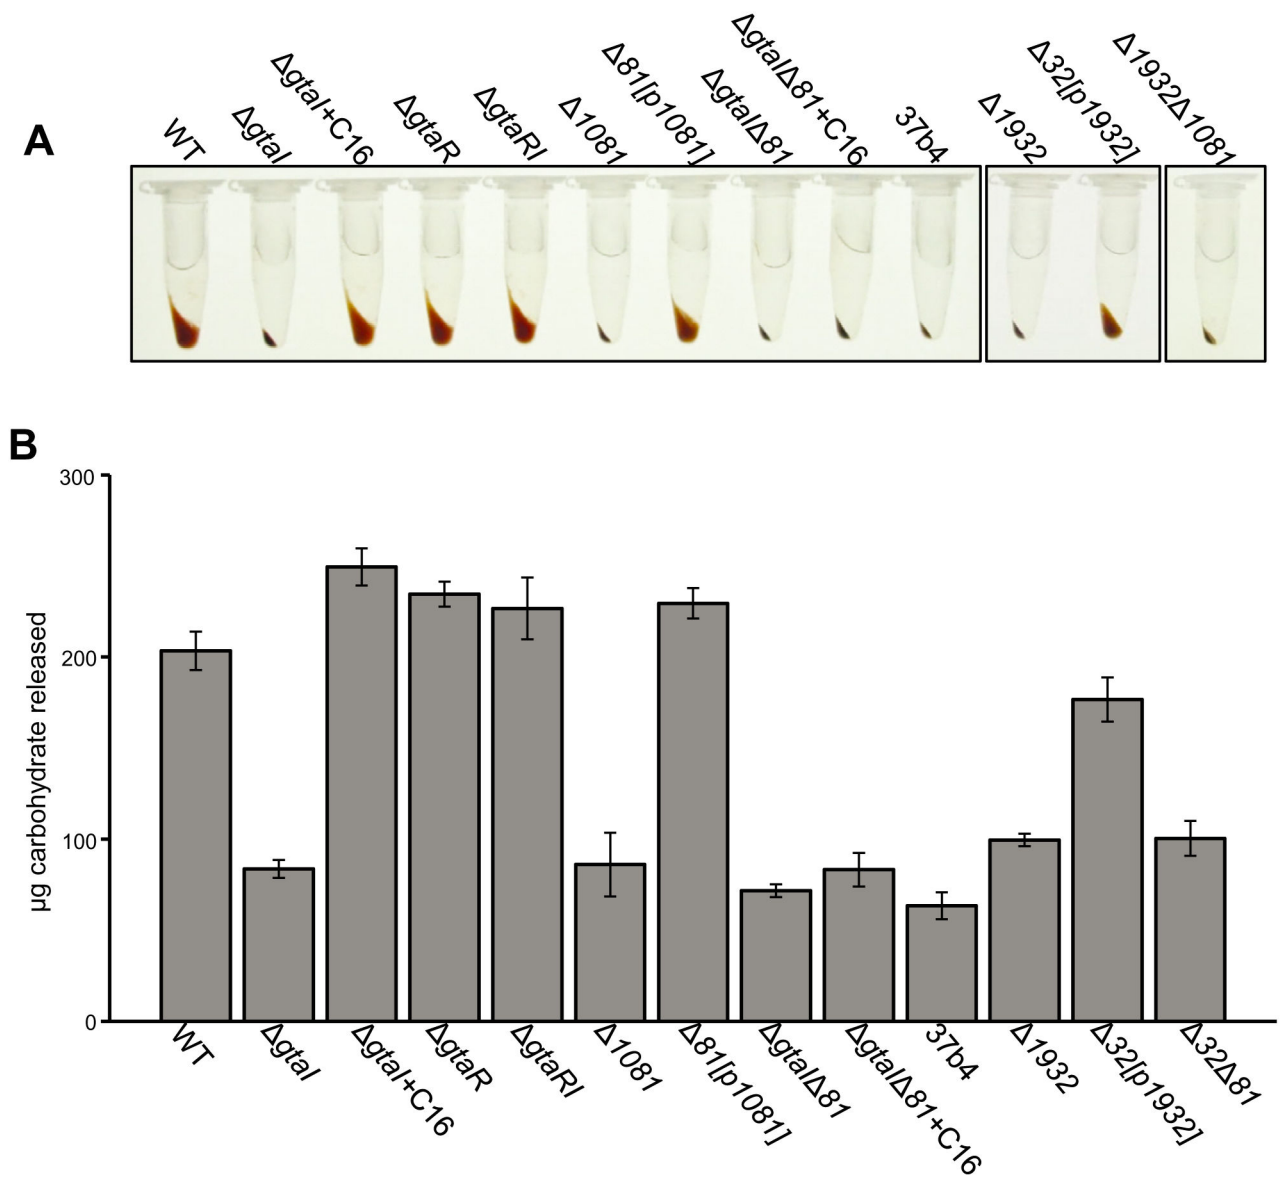 A
WT
ΔgtaI
ΔgtaI+C16
ΔgtaR
ΔgtaRI
Δ1081
Δ81[p1081]
ΔgtaIΔ81
ΔgtaIΔ81+C16
37b4
Δ1932
Δ32[p1932]
Δ1932Δ1081
B
300
200
100
0
µg carbohydrate released
WT
ΔgtaI
ΔgtaI+C16
ΔgtaR
ΔgtaRI
Δ1081
Δ81[p1081]
ΔgtaIΔ81
ΔgtaIΔ81+C16
37b4
Δ1932
Δ32[p1932]
Δ32Δ81